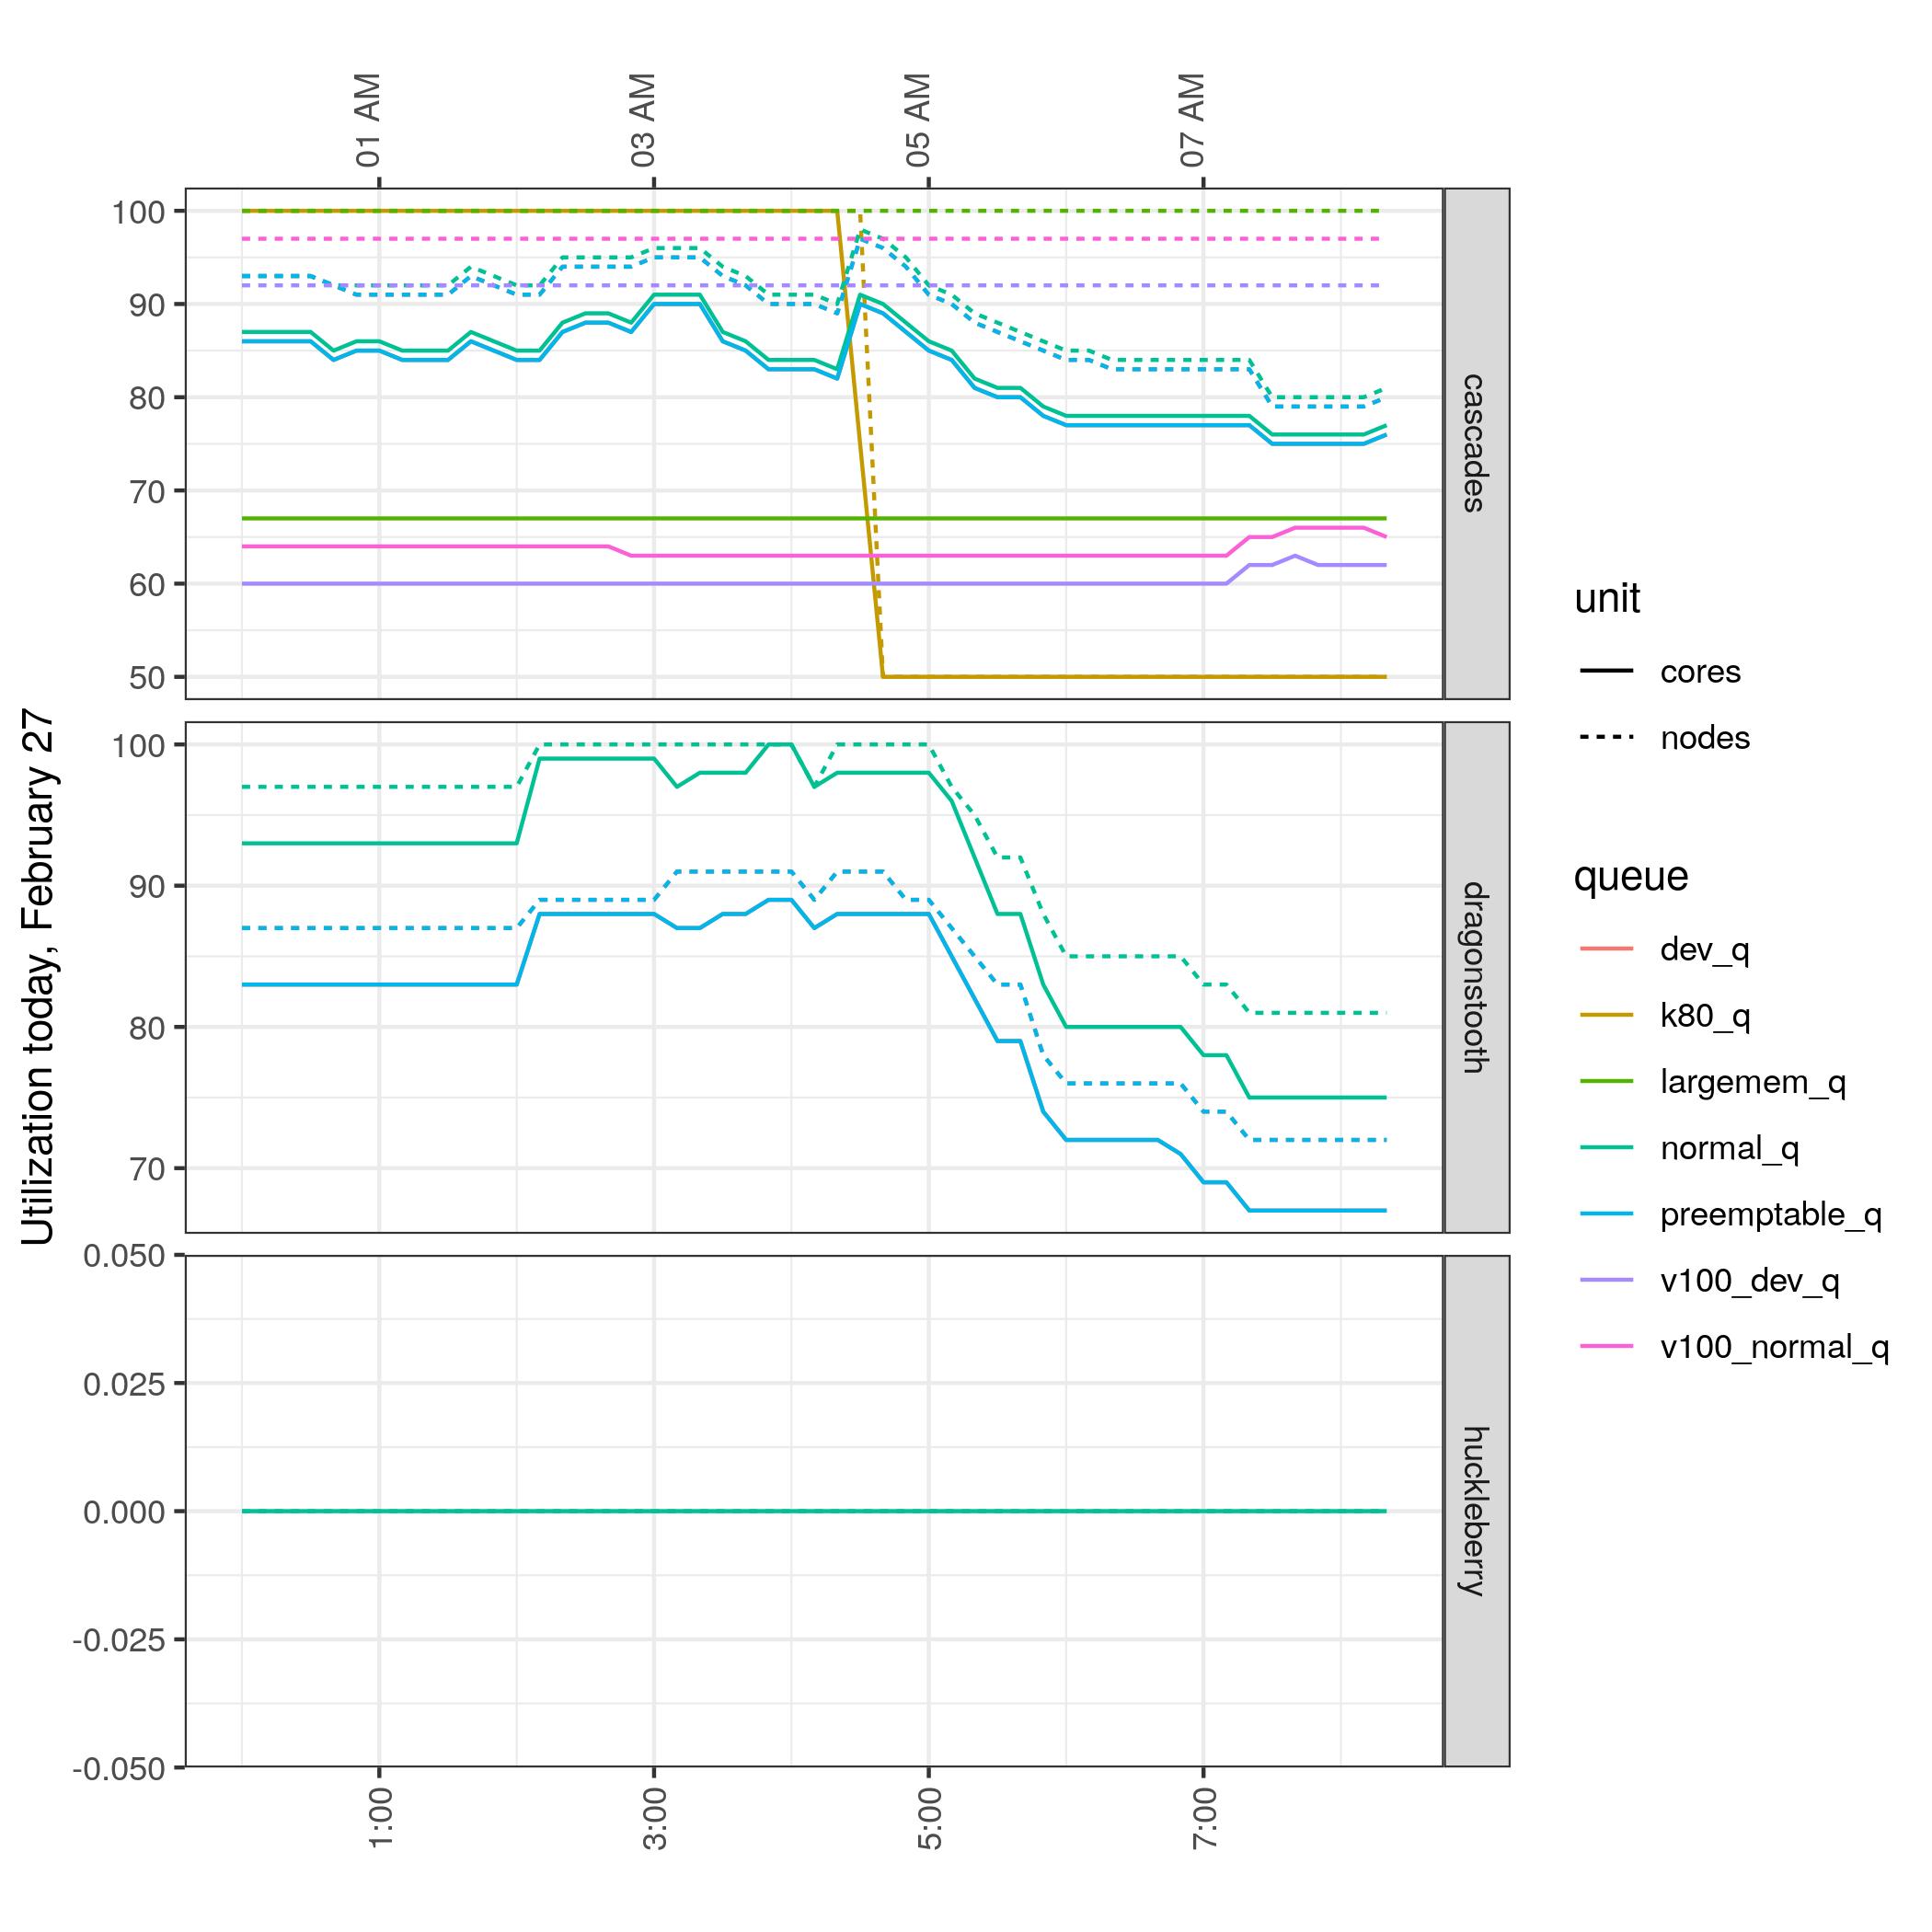 Utilization today, February 27
01 AM
03 AM
05 AM
07 AM
100
90
80
70
60
50
cascades
100
90
80
70
dragonstooth
0.050
0.025
0.000
-0.025
-0.050
huckleberry
1:00
3:00
5:00
7:00
unit
cores
nodes
queue
dev_q
k80_q
largemem_q
normal_q
preemptable_q
v100_dev_q
v100_normal_q